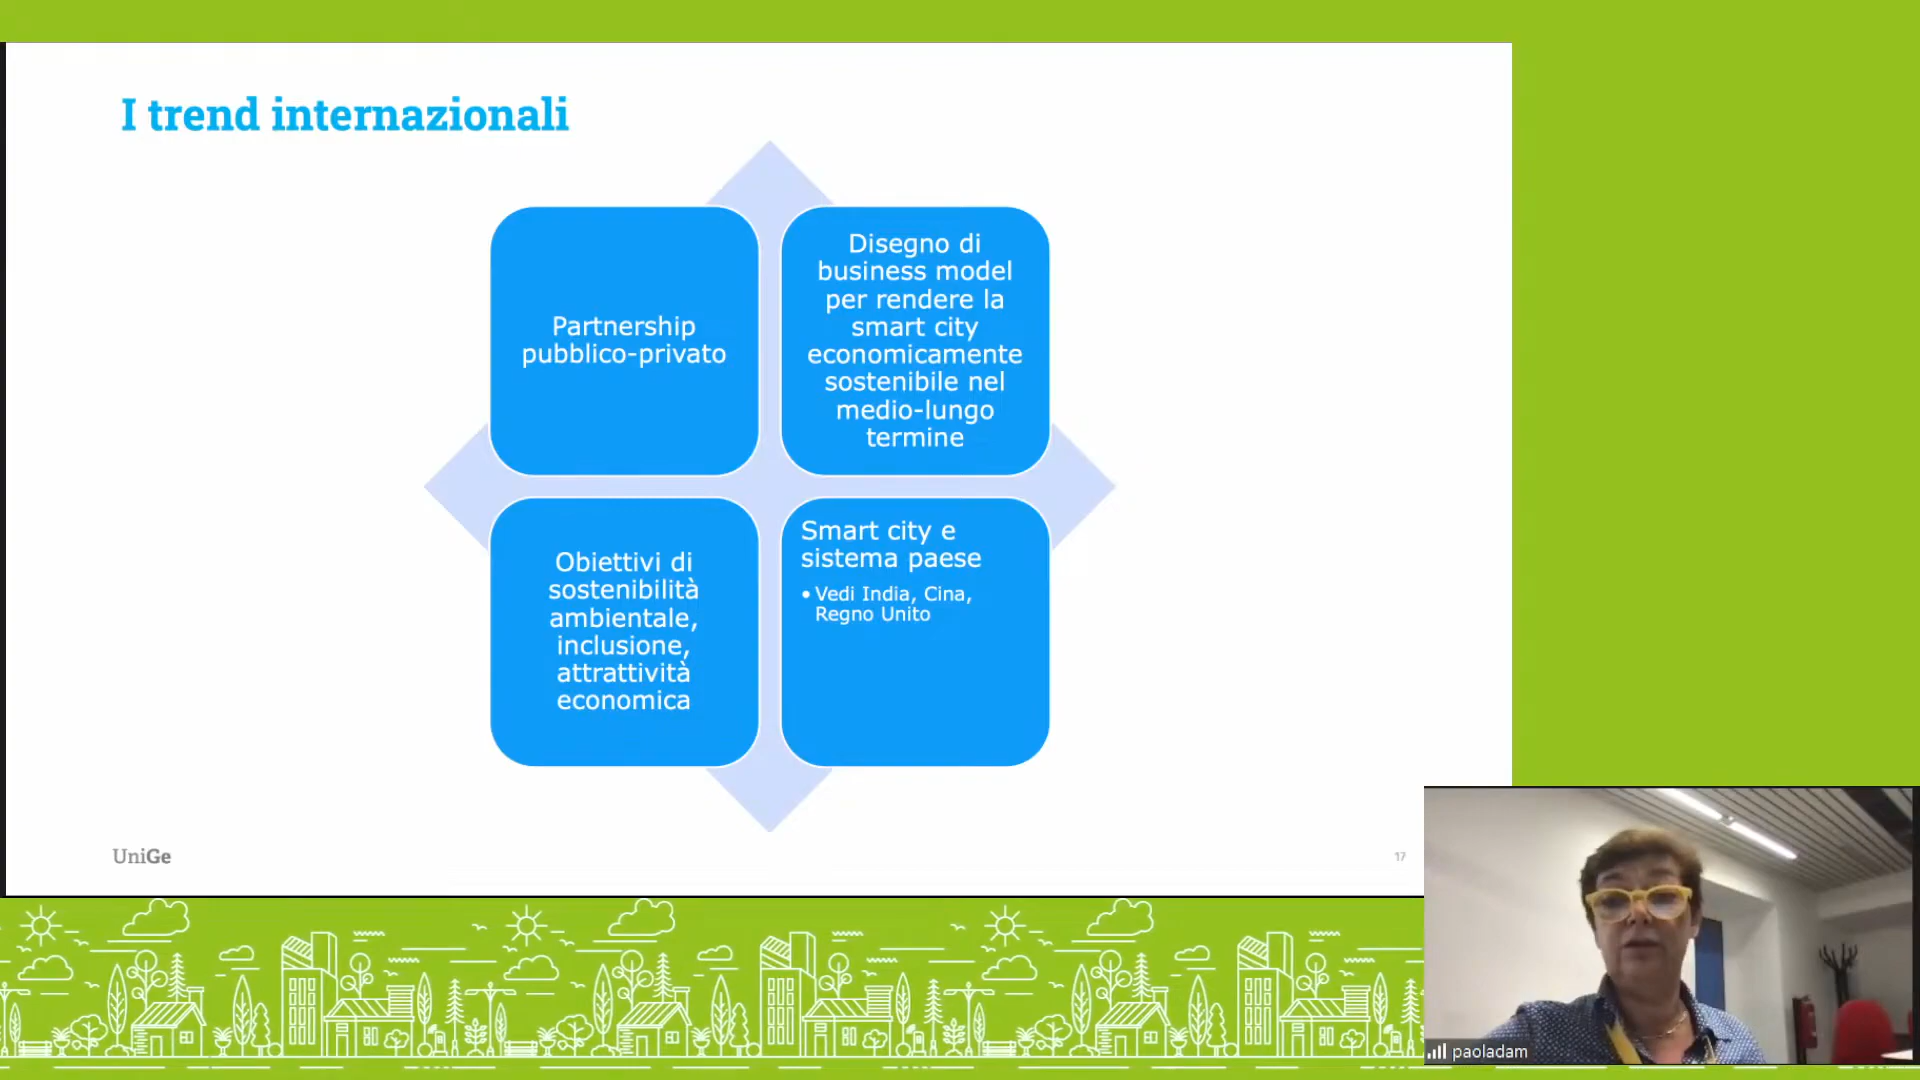 I trend internazionali
Partnership
pubblico-privato
Disegno di
business model
per rendere la
smart city
economicamente
sostenibile nel
medio-lungo
termine
Obiettivi di
sostenibilità
ambientale,
inclusione,
attrattività
economica
Smart city e
sistema paese
• Vedi India, Cina,
Regno Unito
UniGe
17
paoladam